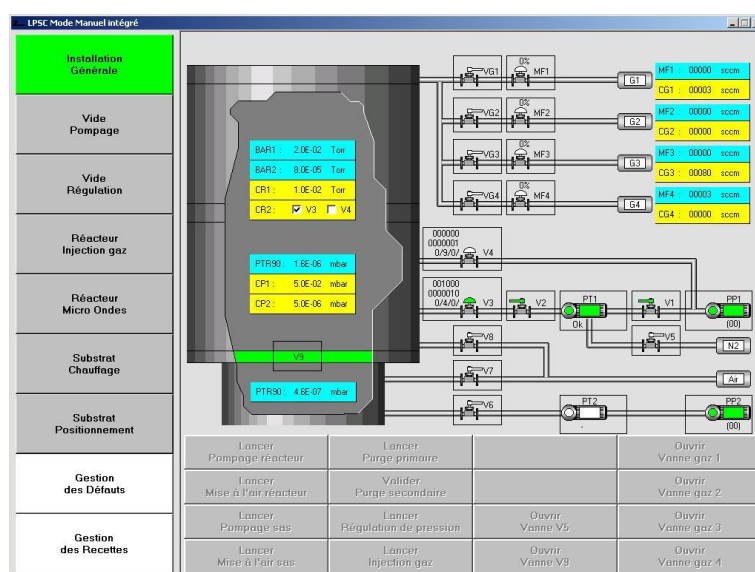 LPSC Mode Manuel intégré
Installation
Générale
Vide
Pompage
Vide
Régulation
Réacteur
Injection gaz
Réacteur
Micro Ondes
Substrat
Chauffage
Substrat
Positionnement
Gestion
des Défauts
Gestion
des Recettes
BAR1 : 2.0E-02 Torr
BAR2 : 8.0E-05 Torr
CR1 : 1.0E-02 Torr
CR2 : V3 V4
PTR90 : 1.6E-06 mbar
CP1 : 5.0E-02 mbar
CP2 : 5.0E-06 mbar
V9
PTR90 : 4.6E-07 mbar
0%
VG1 MF1 G1
MF1 : 00000 sccm
CG1 : 00003 sccm
0%
VG2 MF2 G2
MF2 : 00000 sccm
CG2 : 00000 sccm
0%
VG3 MF3 G3
MF3 : 00000 sccm
CG3 : 00080 sccm
0%
VG4 MF4 G4
MF4 : 00003 sccm
CG4 : 00000 sccm
000000
0000001
0/9/0/ V4
001000
0000010
0/4/0/ V3 V2 PT1 V1 PP1
Ok (00)
V8 V5 N2
V7 Air
V6 PT2 PP2
(00)
Lancer
Pompage réacteur
Lancer
Purge primaire
Ouvrir
Vanne gaz 1
Lancer
Mise à l'air réacteur
Valider
Purge secondaire
Ouvrir
Vanne gaz 2
Lancer
Pompage sas
Lancer
Régulation de pression
Ouvrir
Vanne V5
Ouvrir
Vanne gaz 3
Lancer
Mise à l'air sas
Lancer
Injection gaz
Ouvrir
Vanne V9
Ouvrir
Vanne gaz 4